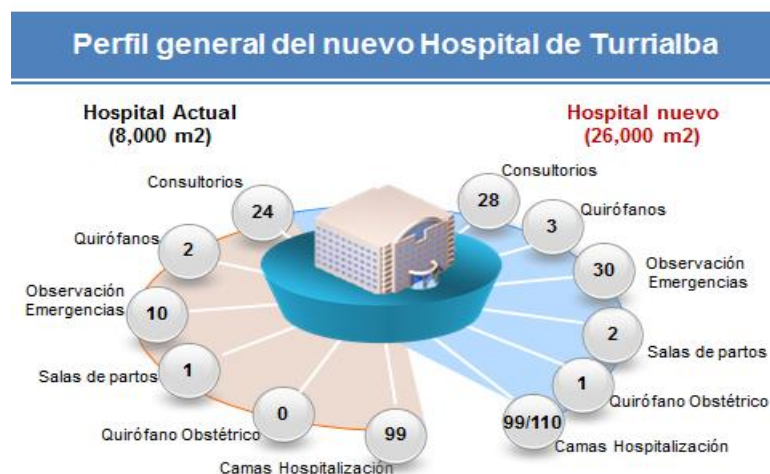 Perfil general del nuevo Hospital de Turrialba
Hospital Actual
(8,000 m2)
Consultorios
24
Quirófanos
2
Observación
Emergencias
10
Salas de partos
1
Quirófano Obstétrico
0
Camas Hospitalización
99
Hospital nuevo
(26,000 m2)
Consultorios
28
Quirófanos
3
Observación
Emergencias
30
Salas de partos
2
Quirófano Obstétrico
1
Camas Hospitalización
99/110